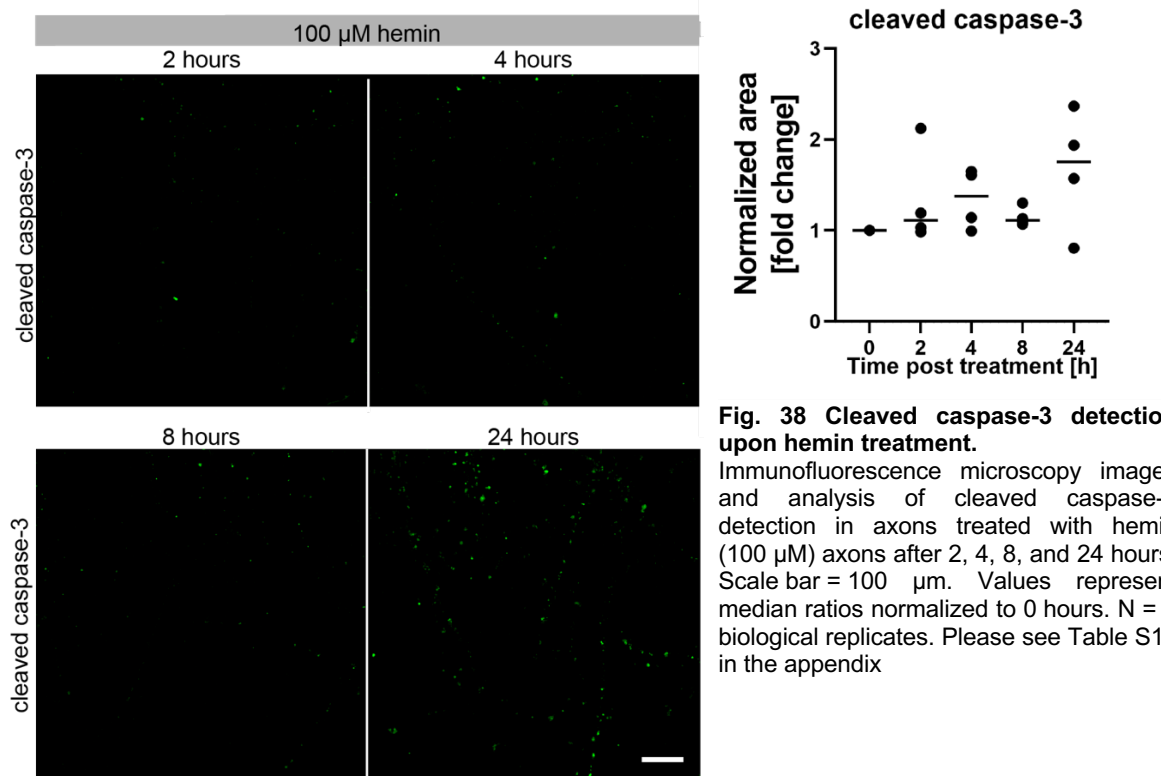 100 µM hemin
2 hours
4 hours
cleaved caspase-3
8 hours
24 hours
cleaved caspase-3
cleaved caspase-3
Normalized area
[fold change]
3
2
1
0
0 2 4 8 24
Time post treatment [h]
Fig. 38 Cleaved caspase-3 detectio
upon hemin treatment.
Immunofluorescence microscopy image
and analysis of cleaved caspase-
detection in axons treated with hemi
(100 µM) axons after 2, 4, 8, and 24 hours
Scale bar = 100 µm. Values represen
median ratios normalized to 0 hours. N =
biological replicates. Please see Table S1
in the appendix